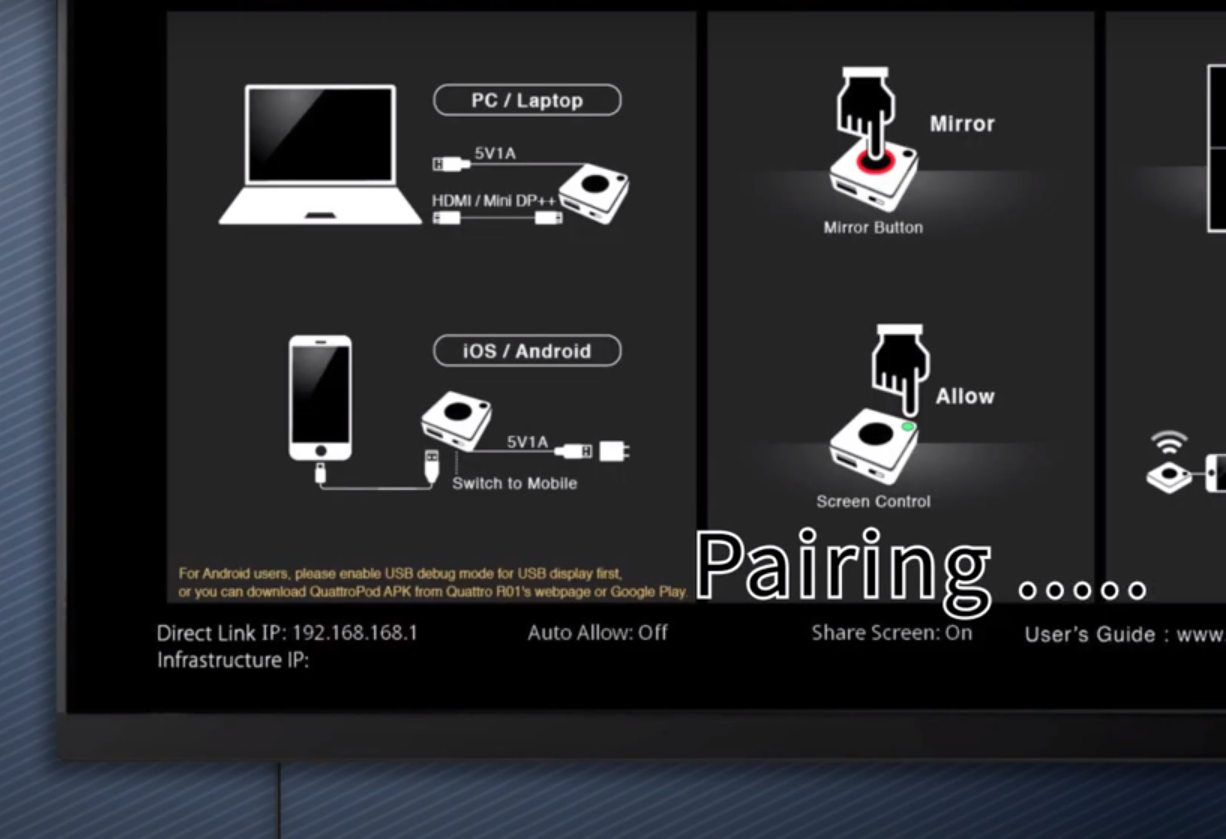 PC / Laptop
5V1A
HDMI / Mini DP++
Mirror
Mirror Button
iOS / Android
5V1A
Switch to Mobile
Allow
Screen Control
For Android users, please enable USB debug mode for USB display first,
or you can download QuattroPod APK from Quattro R01's webpage or Google Play.
Pairing .....
Direct Link IP: 192.168.168.1
Auto Allow: Off
Share Screen: On
User's Guide : www.
Infrastructure IP: